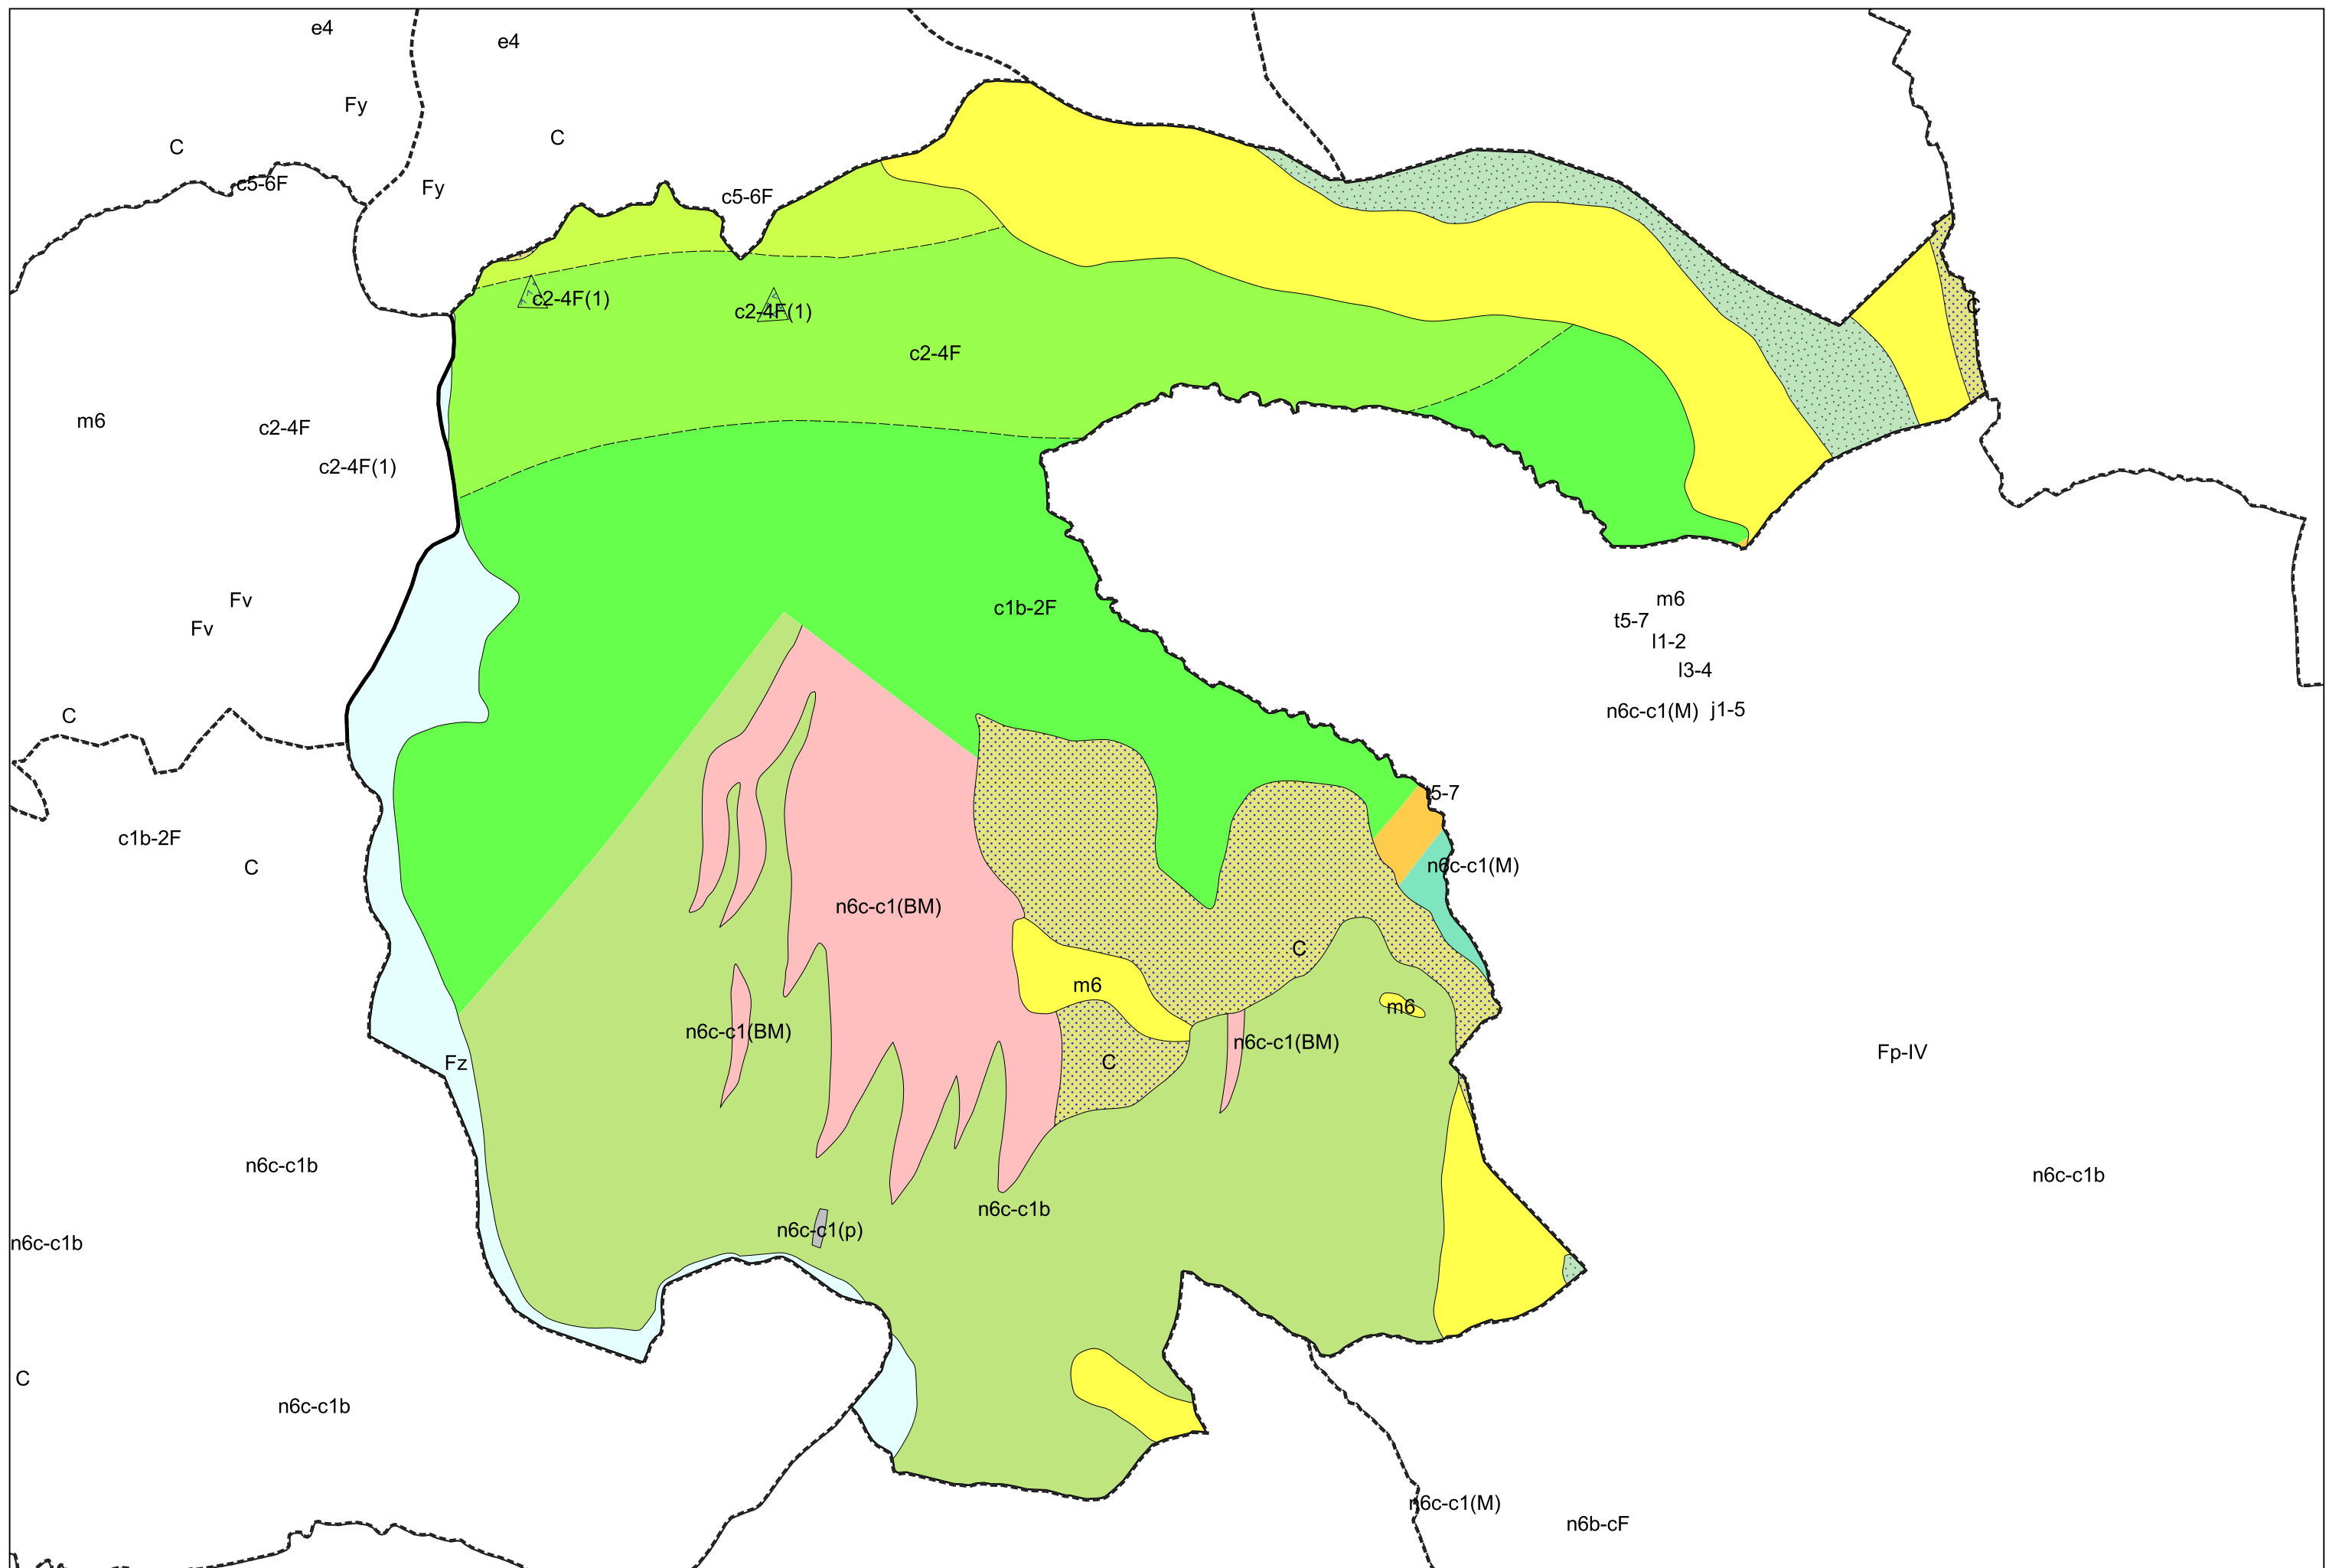 e4
e4
Fy
C
C
c5-6F
Fy
c5-6F
c2-4F(1)
C
c2-4F(1)
c2-4F
m6
c2-4F
c2-4F(1)
Fv
m6
c1b-2F
t5-7
Fv
l1-2
l3-4
n6c-c1(M)
j1-5
C
t5-7
c1b-2F
C
n6c-c1(M)
n6c-c1(BM)
C
m6
m6
n6c-c1(BM)
n6c-c1(BM)
Fp-IV
Fz
C
n6c-c1b
n6c-c1b
n6c-c1b
n6c-c1(p)
n6c-c1b
C
n6c-c1b
n6c-c1(M)
n6b-cF